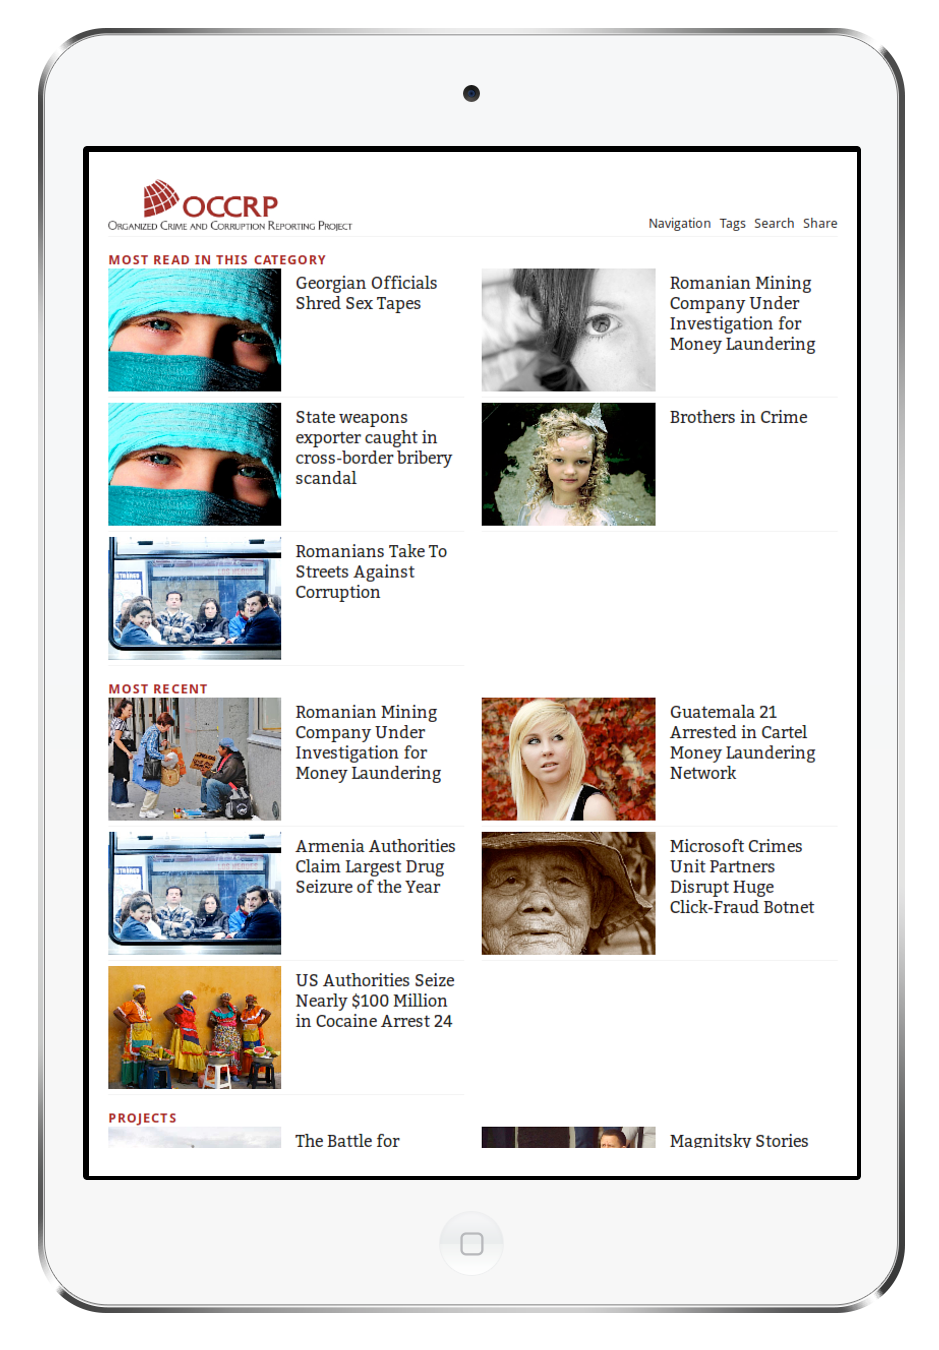 OCCRP
ORGANIZED CRIME AND CORRUPTION REPORTING PROJECT
Navigation Tags Search Share
MOST READ IN THIS CATEGORY
Georgian Officials
Shred Sex Tapes
Romanian Mining
Company Under
Investigation for
Money Laundering
State weapons
exporter caught in
cross-border bribery
scandal
Brothers in Crime
Romanians Take To
Streets Against
Corruption
MOST RECENT
Romanian Mining
Company Under
Investigation for
Money Laundering
Guatemala 21
Arrested in Cartel
Money Laundering
Network
Armenia Authorities
Claim Largest Drug
Seizure of the Year
Microsoft Crimes
Unit Partners
Disrupt Huge
Click-Fraud Botnet
US Authorities Seize
Nearly $100 Million
in Cocaine Arrest 24
PROJECTS
The Battle for
Magnitsky Stories